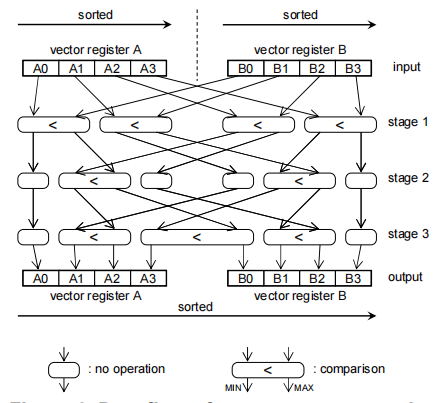 sorted sorted
vector register A vector register B
A0 A1 A2 A3 B0 B1 B2 B3 input
< < < < stage 1
< < stage 2
< < < stage 3
A0 A1 A2 A3 B0 B1 B2 B3 output
vector register A vector register B
sorted
: no operation < : comparison
MIN MAX